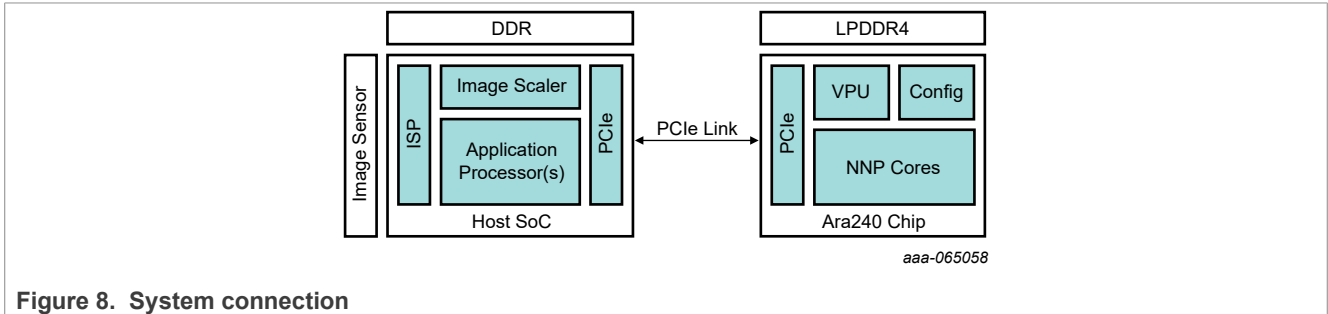 DDR
LPDDR4
Image Sensor
ISP
Image Scaler
Application
Processor(s)
PCIe
Host SoC
PCIe Link
PCIe
VPU
Config
NNP Cores
Ara240 Chip
aaa-065058
Figure 8. System connection